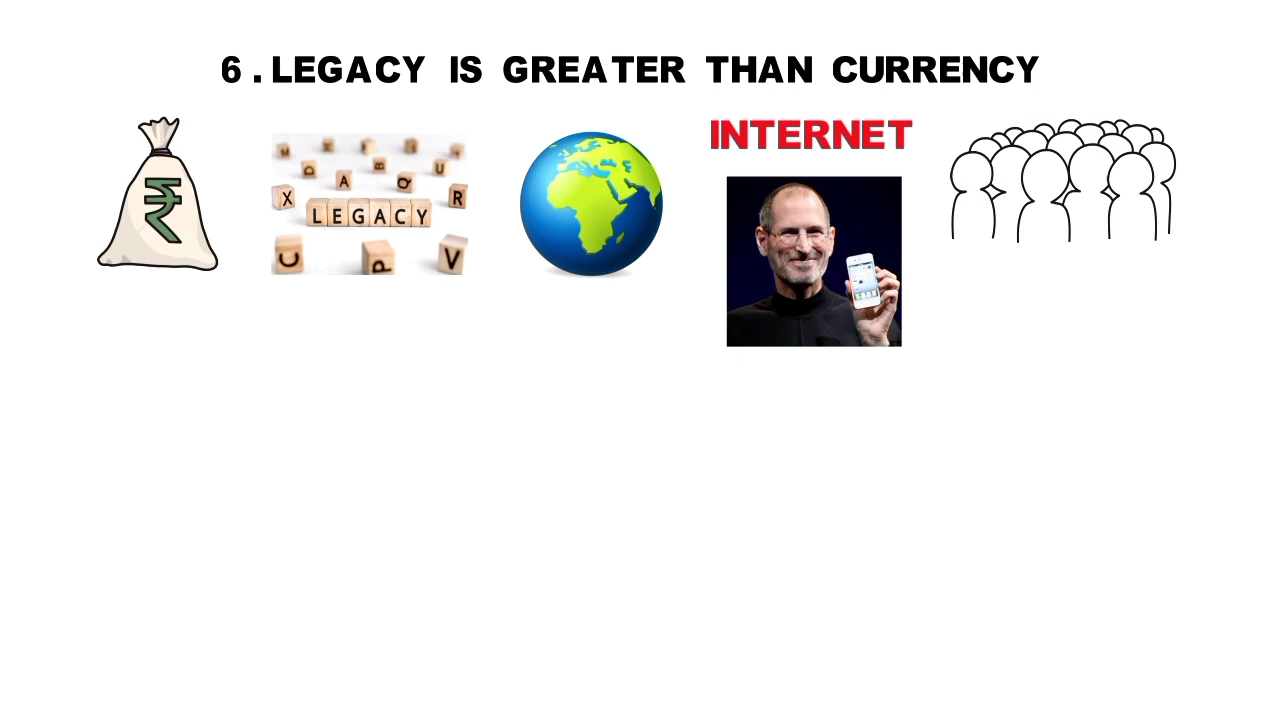 6 . LEGACY IS GREATER THAN CURRENCY
INTERNET
₹
D A B Q U
X R
LEGACY
C P V